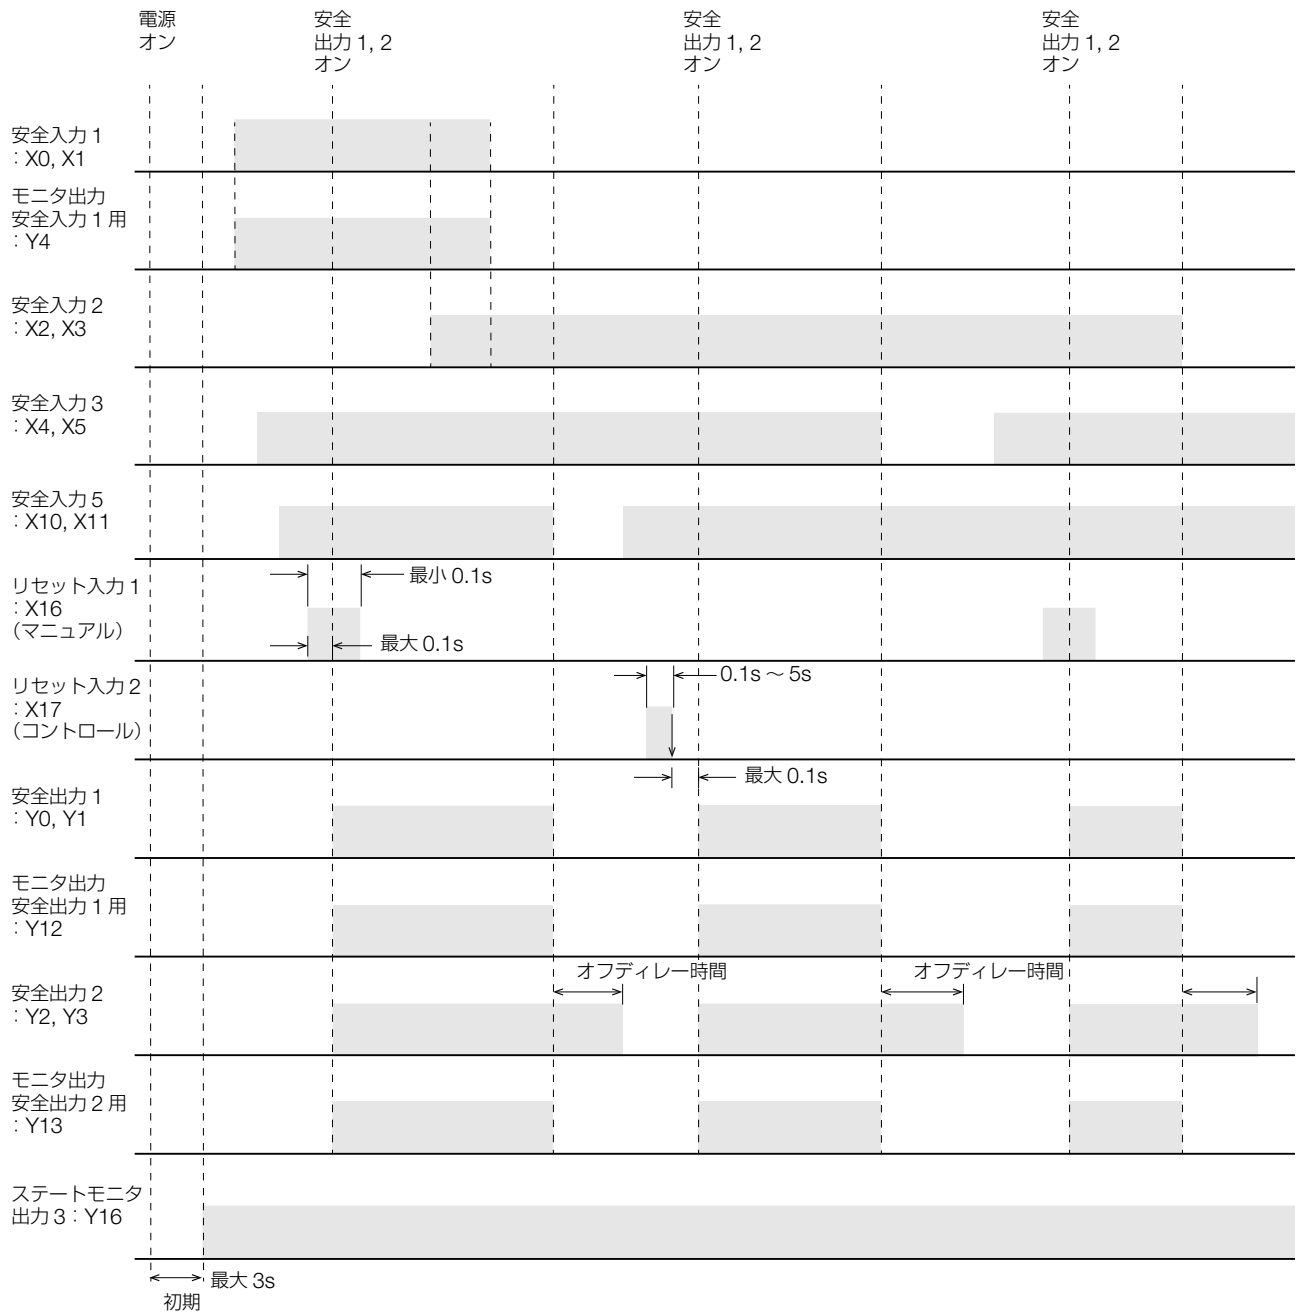 電源
オン
安全
出力 1, 2
オン
安全
出力 1, 2
オン
安全
出力 1, 2
オン
安全入力 1
: X0, X1
モニタ出力
安全入力 1 用
: Y4
安全入力 2
: X2, X3
安全入力 3
: X4, X5
安全入力 5
: X10, X11
リセット入力 1
: X16
(マニュアル)
最小 0.1s
最大 0.1s
リセット入力 2
: X17
(コントロール)
0.1s ～ 5s
最大 0.1s
安全出力 1
: Y0, Y1
モニタ出力
安全出力 1 用
: Y12
オフディレー時間
オフディレー時間
安全出力 2
: Y2, Y3
モニタ出力
安全出力 2 用
: Y13
ステートモニタ
出力 3 : Y16
最大 3s
初期